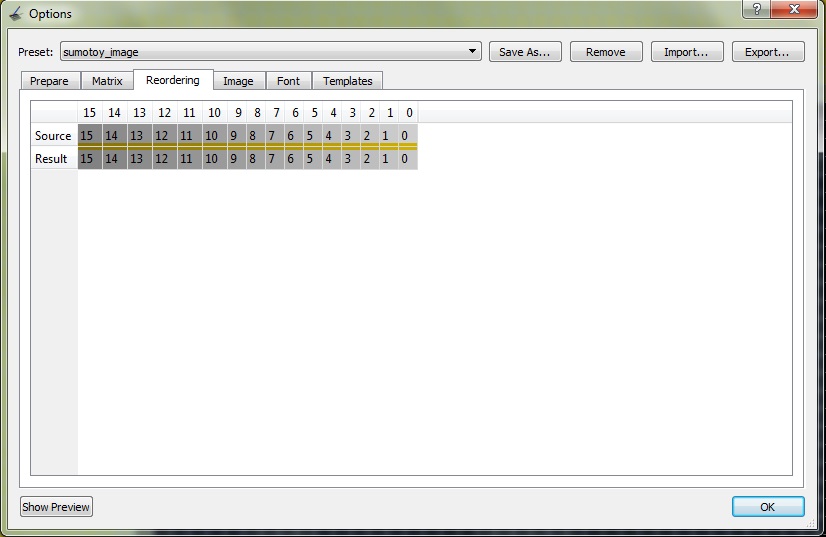 Options
Preset: sumotoy_image Save As... Remove Import... Export...
Prepare Matrix Reordering Image Font Templates
15 14 13 12 11 10 9 8 7 6 5 4 3 2 1 0
Source 15 14 13 12 11 10 9 8 7 6 5 4 3 2 1 0
Result 15 14 13 12 11 10 9 8 7 6 5 4 3 2 1 0
Show Preview OK